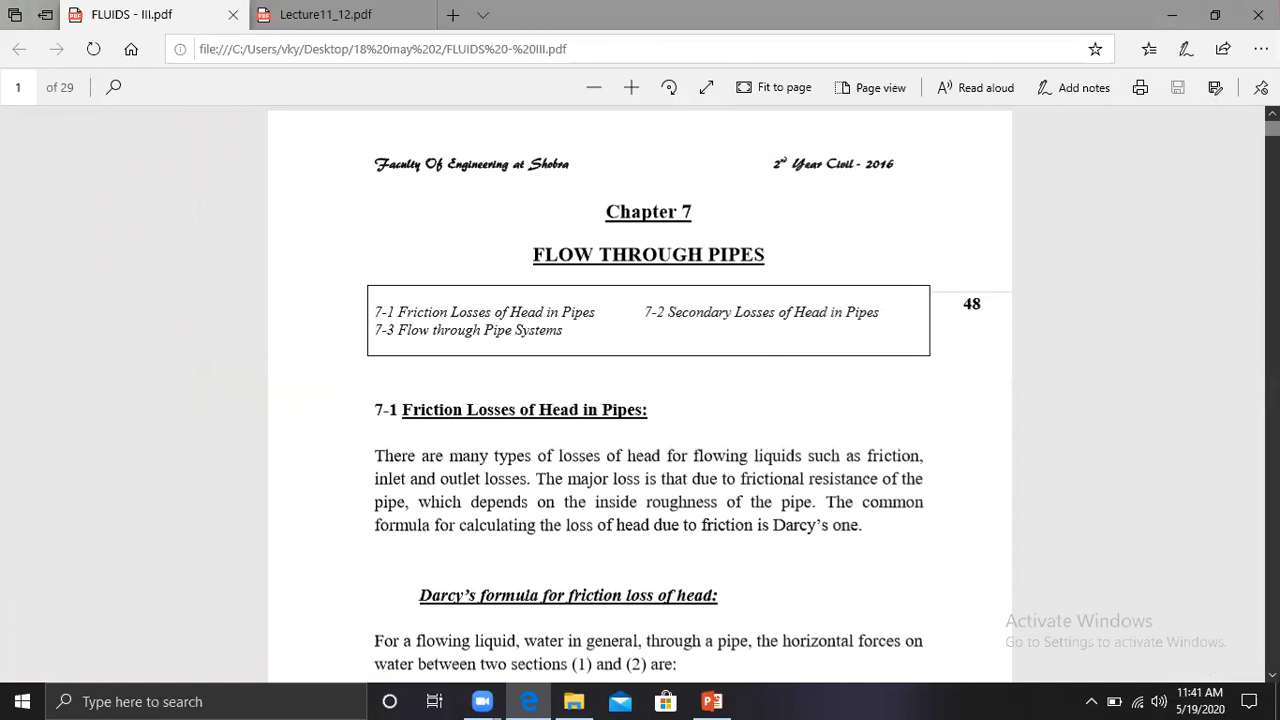 FLUIDS - III.pdf
Lecture11_12.pdf
file:///C:/Users/vky/Desktop/18%20may%202/FLUIDS%20-%20III.pdf
1 of 29 Fit to page Page view Read aloud Add notes
Faculty Of Engineering at Shobra 2nd Year Civil - 2016
Chapter 7
FLOW THROUGH PIPES
48
7-1 Friction Losses of Head in Pipes 7-2 Secondary Losses of Head in Pipes
7-3 Flow through Pipe Systems
7-1 Friction Losses of Head in Pipes:
There are many types of losses of head for flowing liquids such as friction,
inlet and outlet losses. The major loss is that due to frictional resistance of the
pipe, which depends on the inside roughness of the pipe. The common
formula for calculating the loss of head due to friction is Darcy's one.
Darcy's formula for friction loss of head:
For a flowing liquid, water in general, through a pipe, the horizontal forces on
water between two sections (1) and (2) are:
Activate Windows
Go to Settings to activate Windows.
Type here to search
11:41 AM
5/19/2020